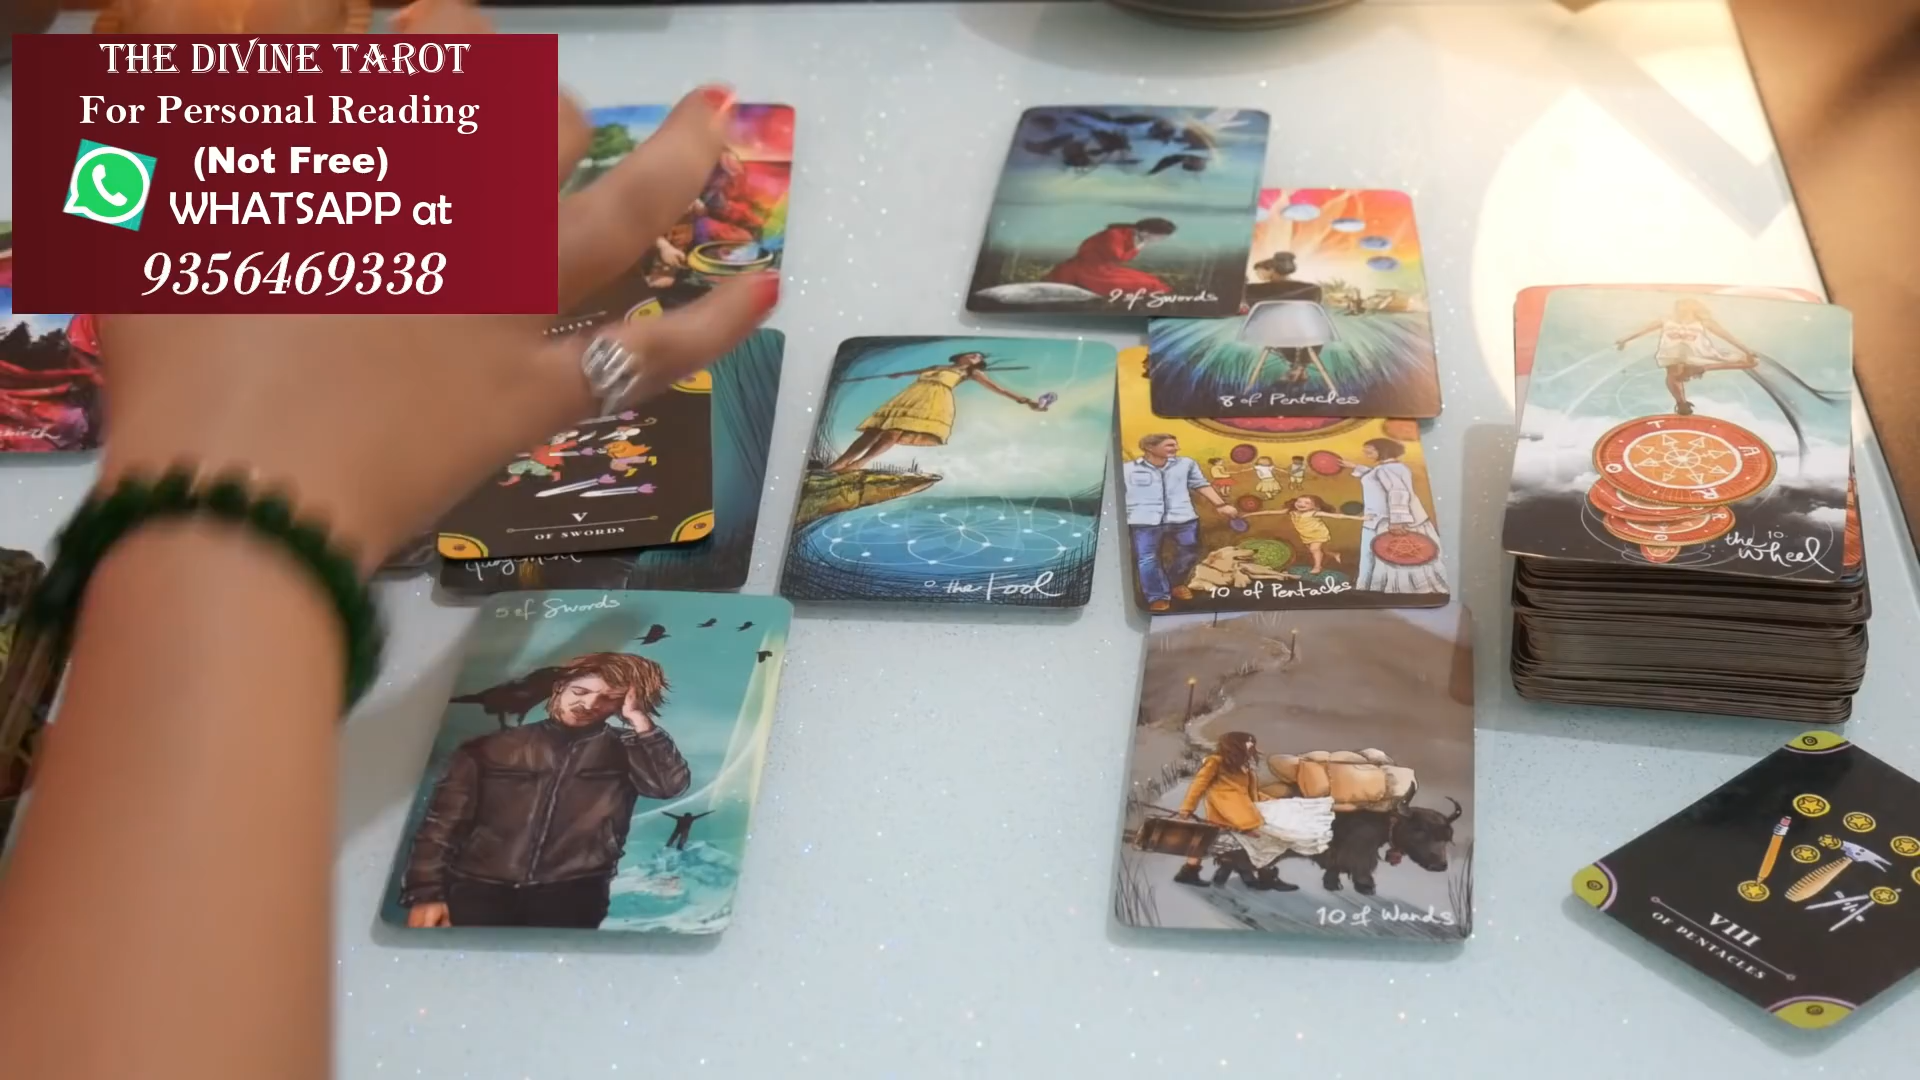 THE DIVINE TAROT
For Personal Reading
(Not Free)
WHATSAPP at
9356469338
9 of Swords
8 of Pentacles
V
OF SWORDS
0 the Fool
10 of Pentacles
10.
the Wheel
5 of Swords
10 of Wands
VIII
OF PENTACLES